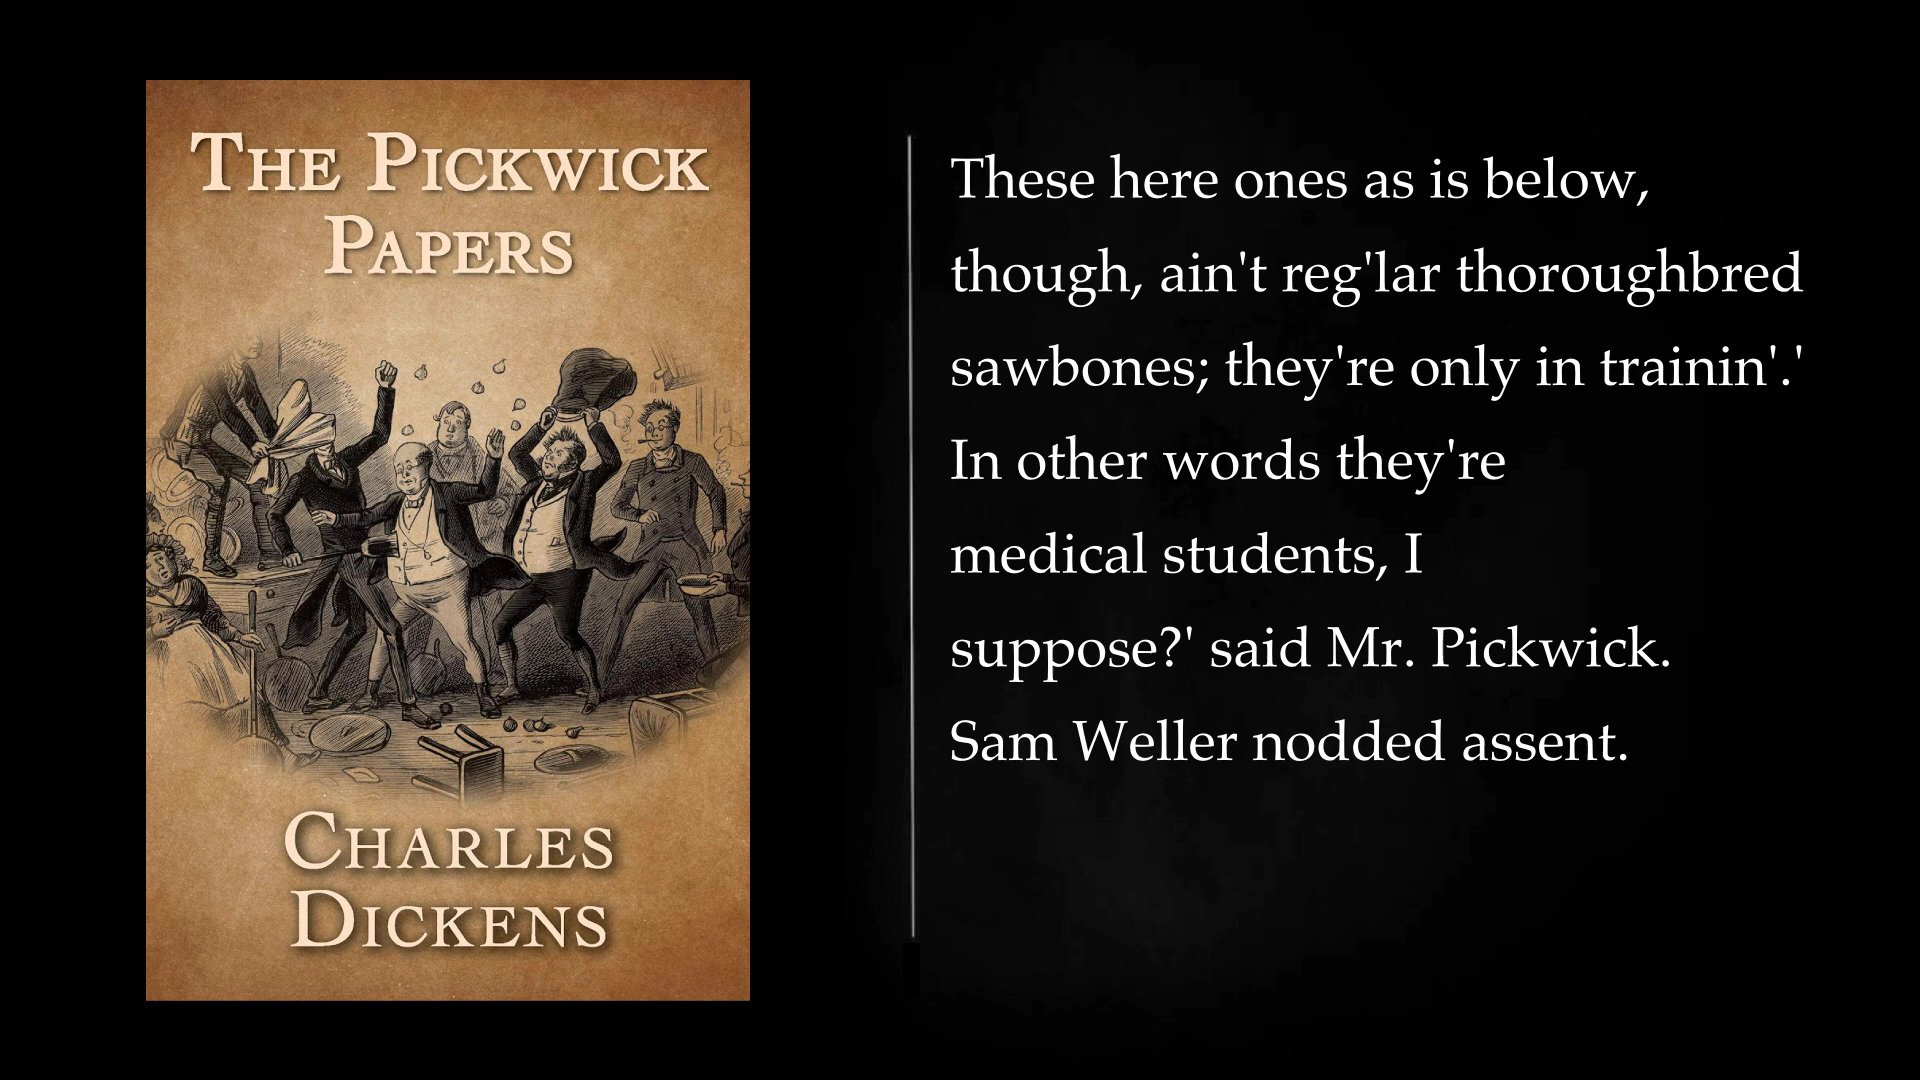 The Pickwick
Papers
Charles
Dickens
These here ones as is below,
though, ain't reg'lar thoroughbred
sawbones; they're only in trainin'.'
In other words they're
medical students, I
suppose?' said Mr. Pickwick.
Sam Weller nodded assent.